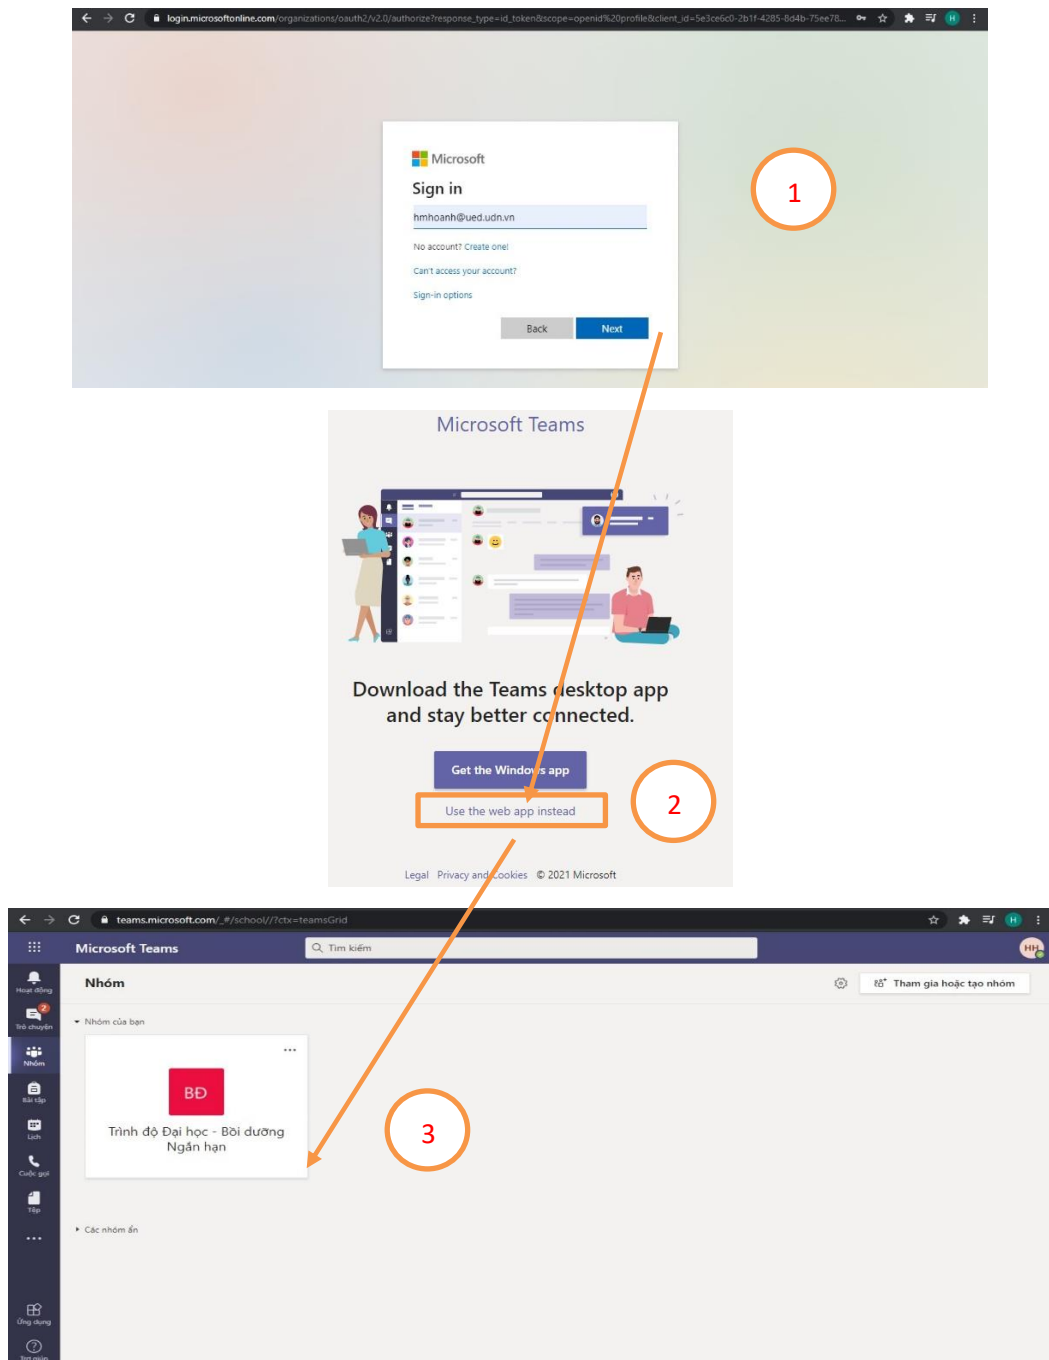 login.microsoftonline.com/organizations/oauth2/v2.0/authorize?response_type=id_token&scope=openid%20profile&client_id=5e3ce6c0-2b1f-4285-8d4b-75ee78...
H
Microsoft
Sign in
hmhoanh@ued.udn.vn
No account? Create one!
Can't access your account?
Sign-in options
Back
Next
1
Microsoft Teams
Download the Teams desktop app
and stay better connected.
Get the Windows app
Use the web app instead
2
Legal Privacy and Cookies © 2021 Microsoft
teams.microsoft.com/_#/school//?ctx=teamsGrid
H
Microsoft Teams
Tìm kiếm
HH
Hoạt động
Nhóm
Tham gia hoặc tạo nhóm
2
Trò chuyện
Nhóm của bạn
Nhóm
Bài tập
BĐ
Trình độ Đại học - Bồi dưỡng
Ngắn hạn
3
Lịch
Cuộc gọi
Tệp
Các nhóm ẩn
Ứng dụng